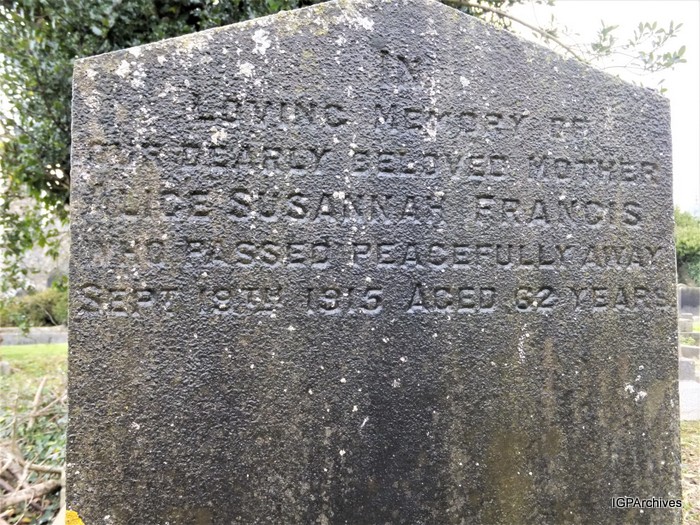 IN
LOVING MEMORY OF
OUR DEARLY BELOVED MOTHER
ALICE SUSANNAH FRANCIS
WHO PASSED PEACEFULLY AWAY
SEPT 19TH 1915 AGED 62 YEARS.
IGPArchives